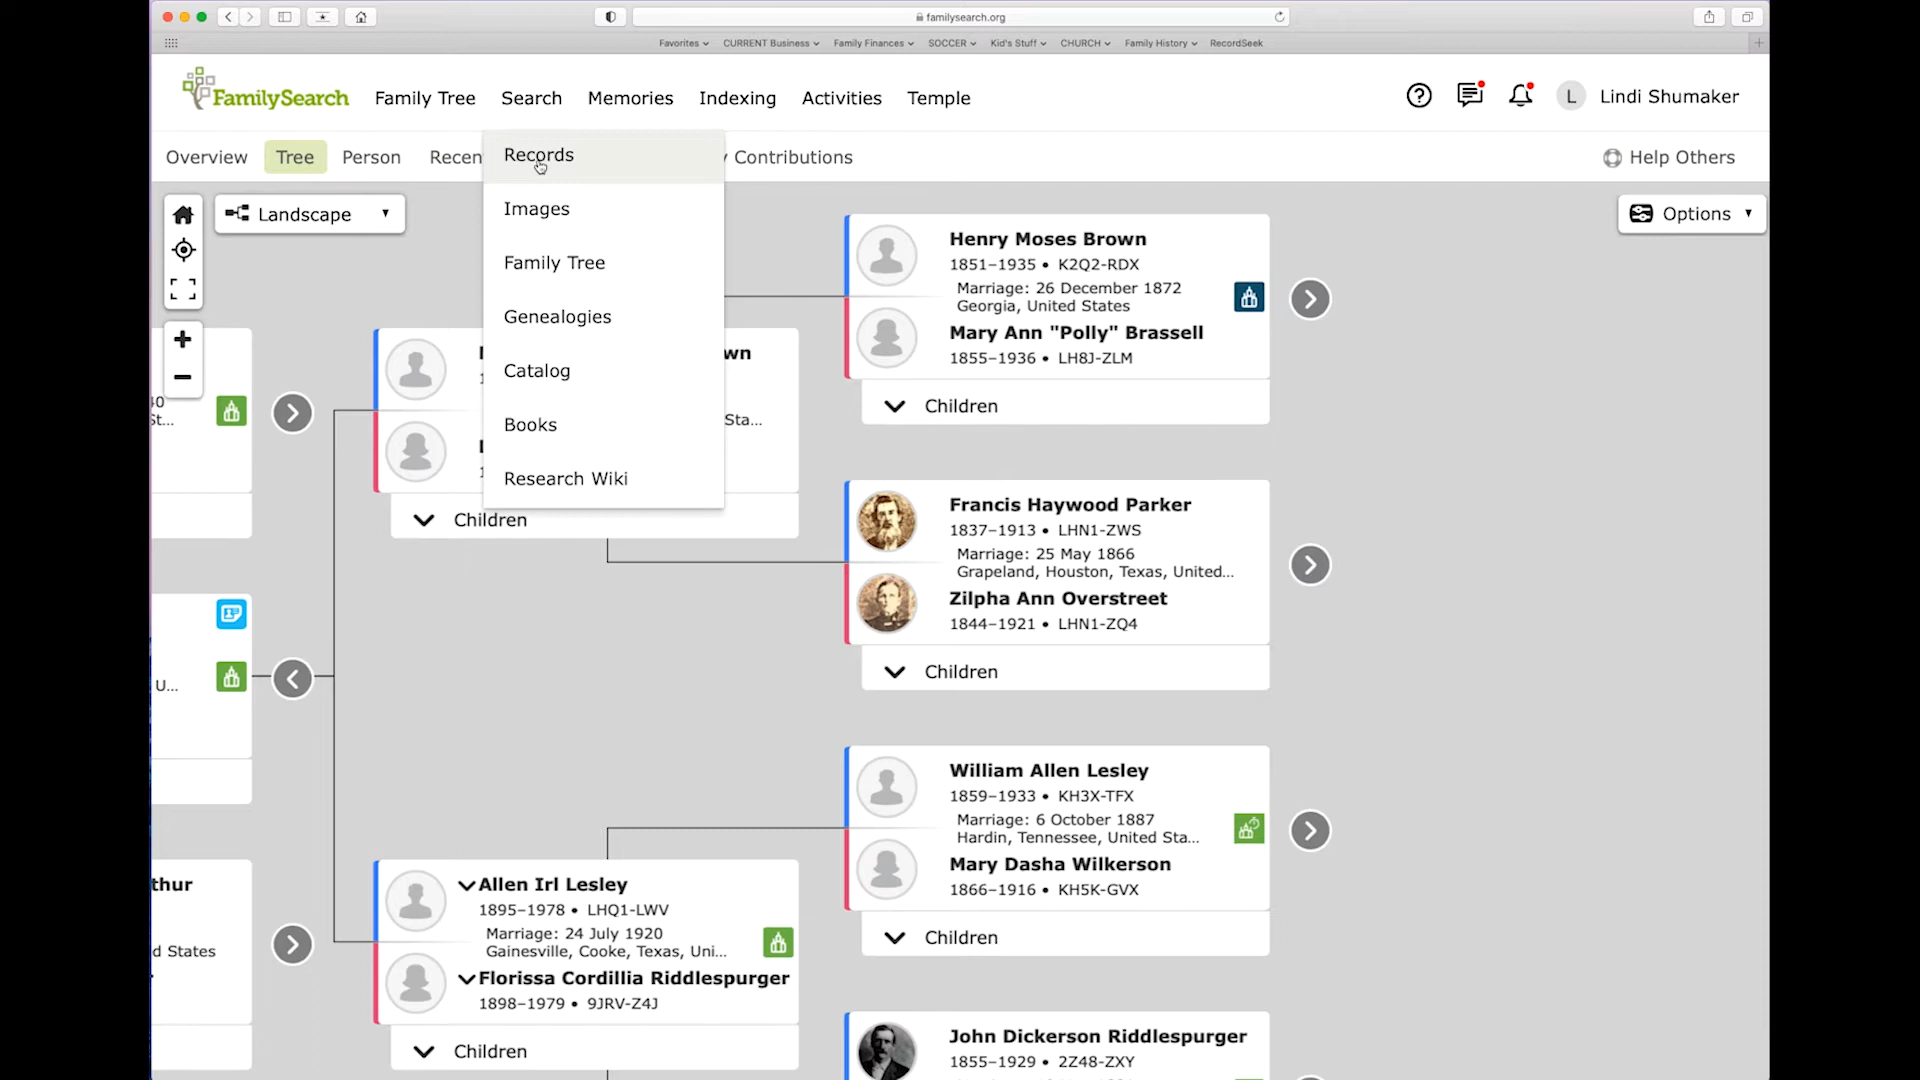 familysearch.org
Favorites CURRENT Business Family Finances SOCCER Kid's Stuff CHURCH Family History RecordSeek
FamilySearch Family Tree Search Memories Indexing Activities Temple L Lindi Shumaker
Overview Tree Person Recen Contributions Help Others
Landscape
Options
Records
Images
Family Tree
Genealogies
Catalog
Books
Research Wiki
Henry Moses Brown
1851–1935 • K2Q2-RDX
Marriage: 26 December 1872
Georgia, United States
Mary Ann "Polly" Brassell
1855–1936 • LH8J-ZLM
Children
wn
Sta...
Children
40
St...
Francis Haywood Parker
1837–1913 • LHN1-ZWS
Marriage: 25 May 1866
Grapeland, Houston, Texas, United...
Zilpha Ann Overstreet
1844–1921 • LHN1-ZQ4
Children
U...
William Allen Lesley
1859–1933 • KH3X-TFX
Marriage: 6 October 1887
Hardin, Tennessee, United Sta...
Mary Dasha Wilkerson
1866–1916 • KH5K-GVX
Children
thur
d States
Allen Irl Lesley
1895–1978 • LHQ1-LWV
Marriage: 24 July 1920
Gainesville, Cooke, Texas, Uni...
Florissa Cordillia Riddlespurger
1898–1979 • 9JRV-Z4J
Children
John Dickerson Riddlespurger
1855–1929 • 2Z48-ZXY